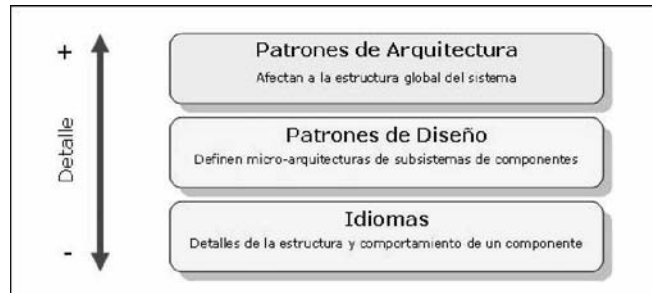 +
Patrones de Arquitectura
Afectan a la estructura global del sistema
Detalle
Patrones de Diseño
Definen micro-arquitecturas de subsistemas de componentes
Idiomas
Detalles de la estructura y comportamiento de un componente
-